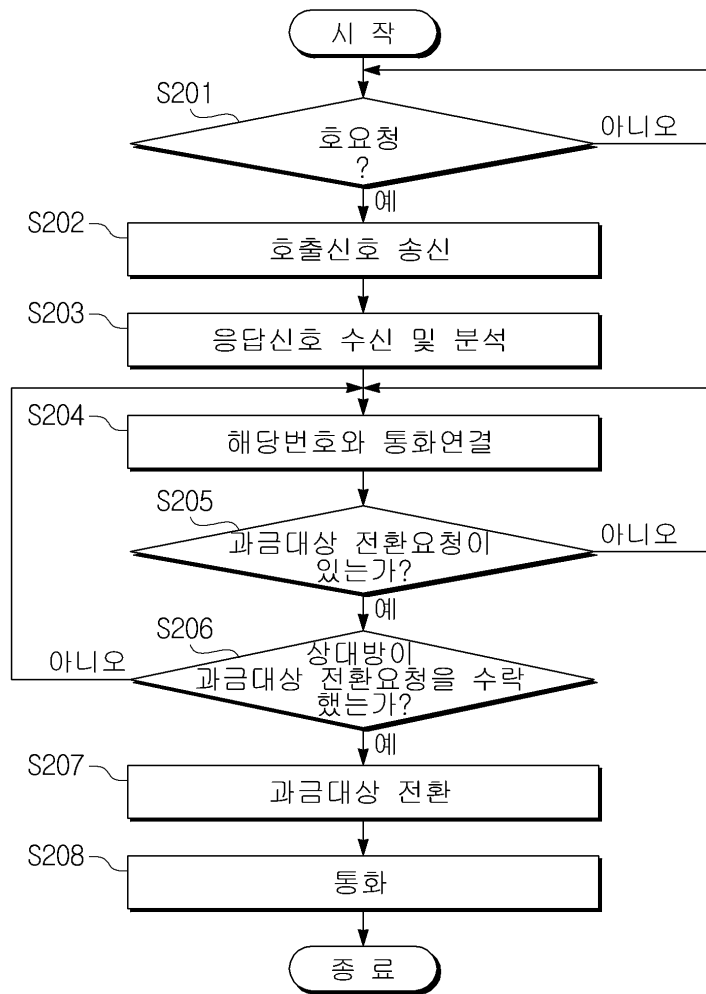 시 작
S201
호요청
?
아니오
예
S202
호출신호 송신
S203
응답신호 수신 및 분석
S204
해당번호와 통화연결
S205
과금대상 전환요청이
있는가?
아니오
예
S206
상대방이
과금대상 전환요청을 수락
했는가?
아니오
예
S207
과금대상 전환
S208
통화
종 료